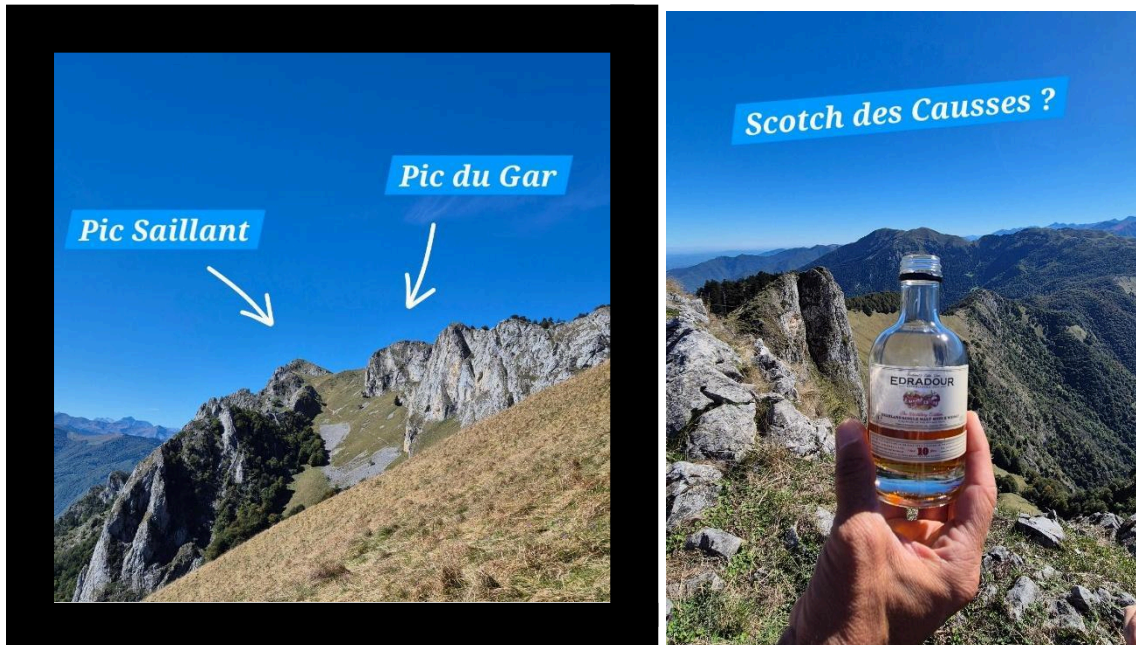 Pic du Gar
Pic Saillant
Scotch des Causses ?
EDRADOUR
10